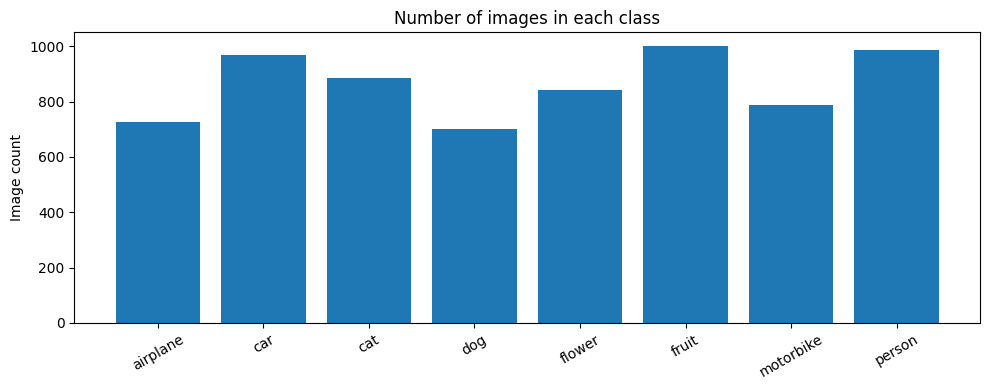 Number of images in each class
Image count
1000
800
600
400
200
0
airplane
car
cat
dog
flower
fruit
motorbike
person